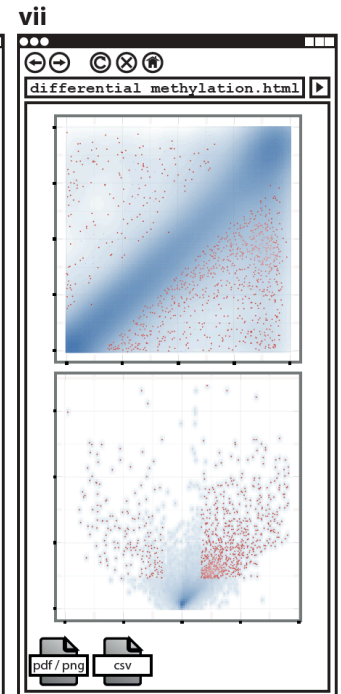 vii
differential methylation.html
pdf / png
csv